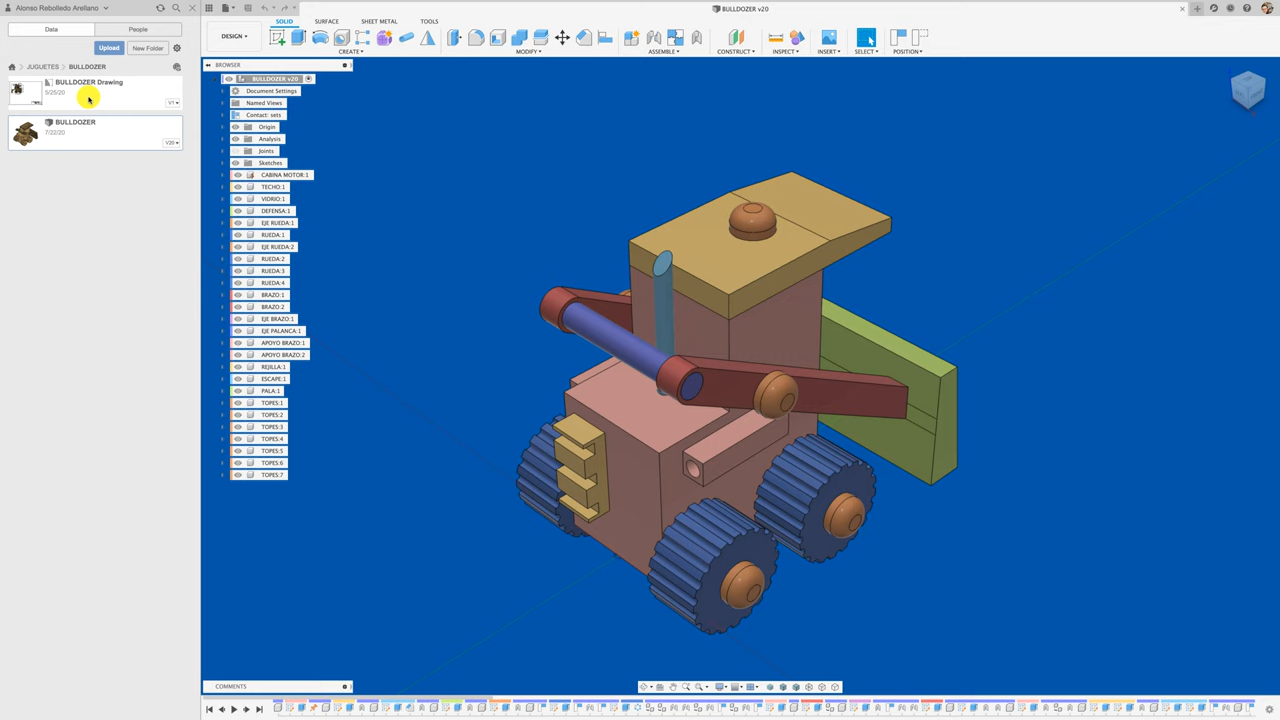 Alonso Rebolledo Arellano
BULLDOZER v20
Data
People
SOLID
SURFACE
SHEET METAL
TOOLS
DESIGN
Upload
New Folder
CREATE
MODIFY
ASSEMBLE
CONSTRUCT
INSPECT
INSERT
SELECT
POSITION
JUGUETES
BULLDOZER
BROWSER
BULLDOZER v20
BULLDOZER Drawing
5/25/20
V1
BULLDOZER
7/22/20
V20
Document Settings
Named Views
Contact: sets
Origin
Analysis
Joints
Sketches
CABINA MOTOR:1
TECHO:1
VIDRIO:1
DEFENSA:1
EJE RUEDA:1
RUEDA:1
EJE RUEDA:2
RUEDA:2
RUEDA:3
RUEDA:4
BRAZO:1
BRAZO:2
EJE BRAZO:1
EJE PALANCA:1
APOYO BRAZO:1
APOYO BRAZO:2
REJILLA:1
ESCAPE:1
PALA:1
TOPES:1
TOPES:2
TOPES:3
TOPES:4
TOPES:5
TOPES:6
TOPES:7
COMMENTS